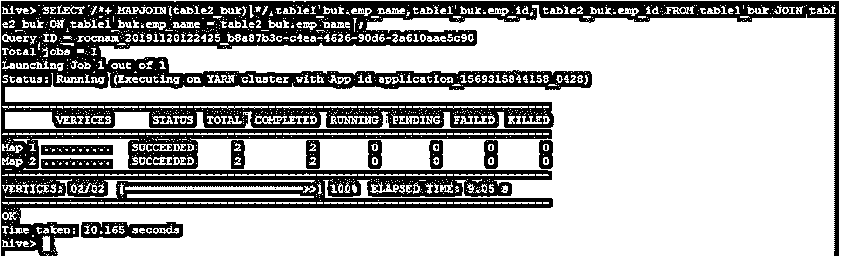 hive> SELECT /*+ MAPJOIN(table2_buk) */,table1_buk.emp_name,table1_buk.emp_id, table2_buk.emp_id FROM table1_buk JOIN tabl
e2_buk ON table1_buk.emp_name = table2_buk.emp_name ;
Query ID = rocnam_20191120122425_b8a87b3c-c4ea-4626-90d6-2a610aae5c90
Total jobs = 1
Launching Job 1 out of 1
Status: Running (Executing on YARN cluster with App id application_1569315844158_0428)
VERTICES STATUS TOTAL COMPLETED RUNNING PENDING FAILED KILLED
Map 1 .......... SUCCEEDED 2 2 0 0 0 0
Map 2 .......... SUCCEEDED 2 2 0 0 0 0
VERTICES: 02/02 [==========================>>] 100% ELAPSED TIME: 9.05 s
OK
Time taken: 10.165 seconds
hive>